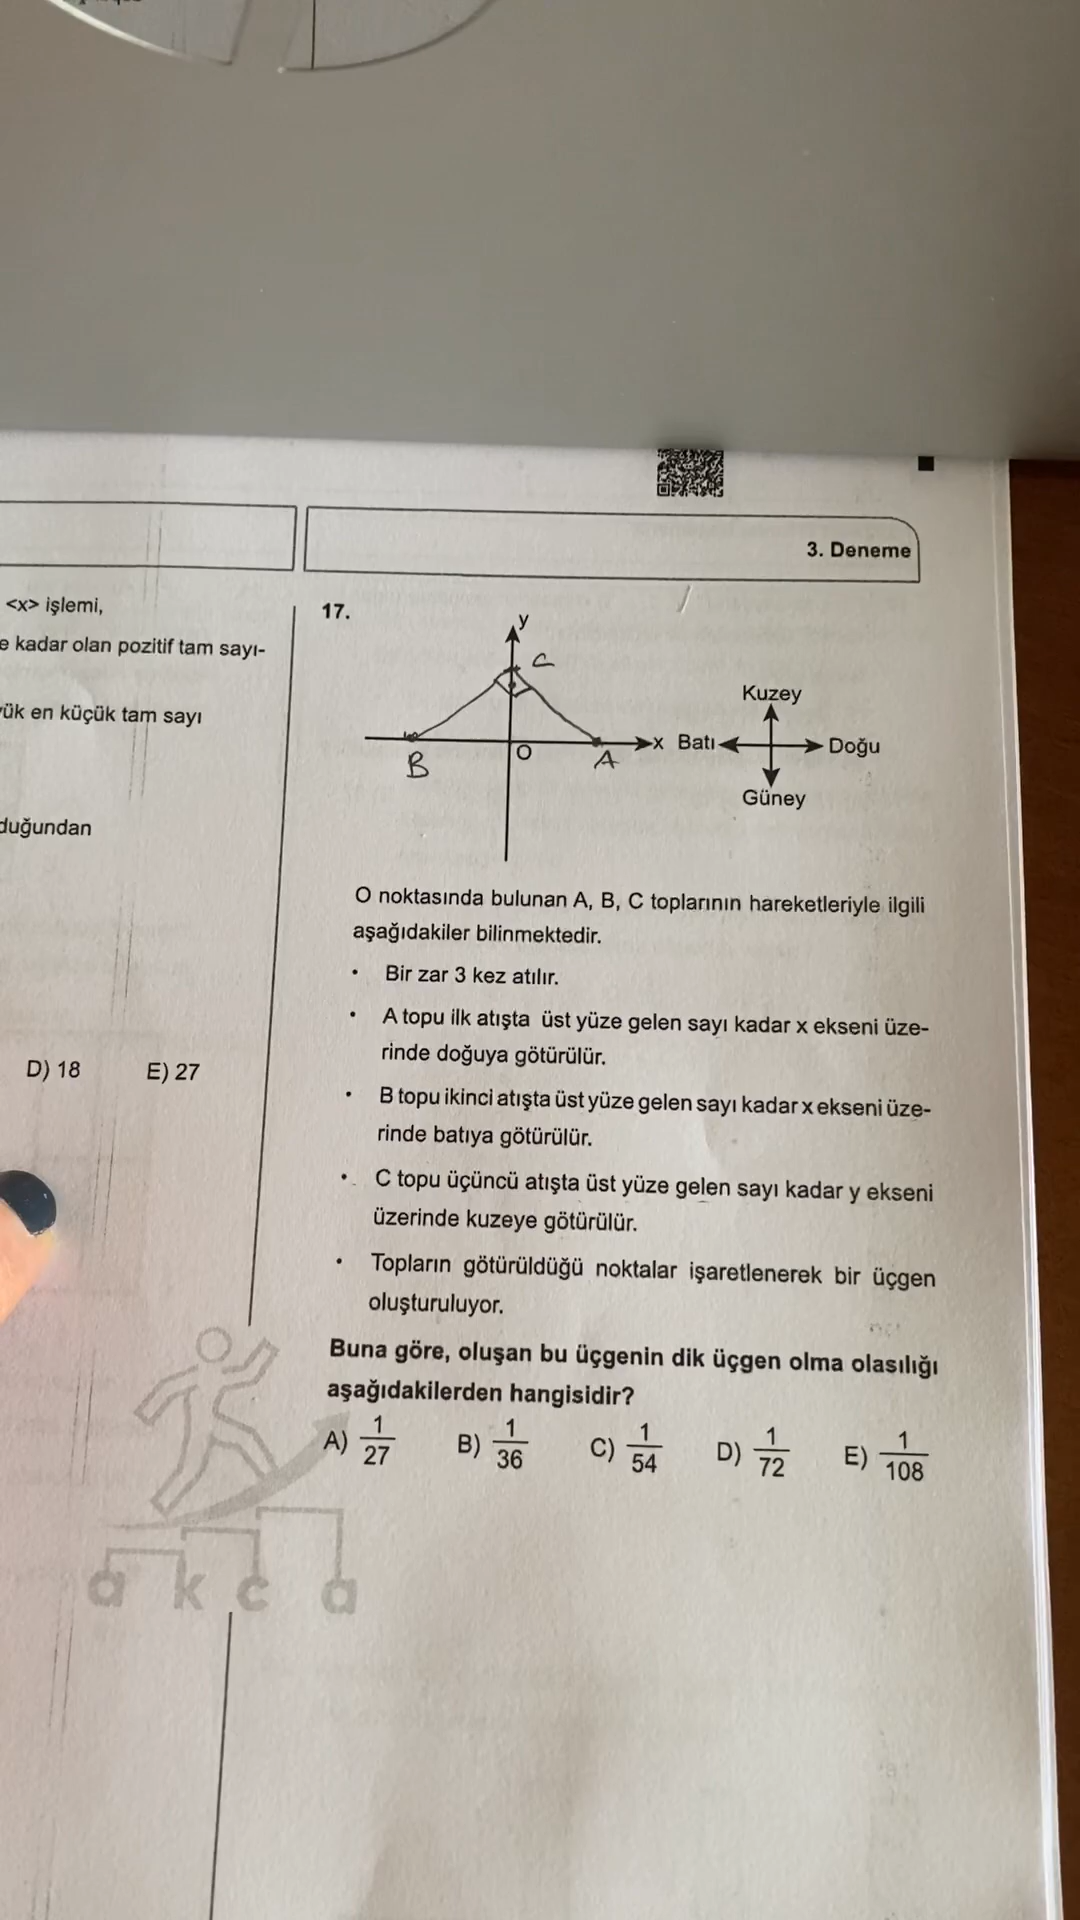 3. Deneme
<x> işlemi,
e kadar olan pozitif tam sayı-
ük en küçük tam sayı
duğundan
D) 18 E) 27
17.
y
C
B
O
A
x
Kuzey
Batı
Doğu
Güney
O noktasında bulunan A, B, C toplarının hareketleriyle ilgili
aşağıdakiler bilinmektedir.
• Bir zar 3 kez atılır.
• A topu ilk atışta üst yüze gelen sayı kadar x ekseni üze-
rinde doğuya götürülür.
• B topu ikinci atışta üst yüze gelen sayı kadar x ekseni üze-
rinde batıya götürülür.
• C topu üçüncü atışta üst yüze gelen sayı kadar y ekseni
üzerinde kuzeye götürülür.
• Topların götürüldüğü noktalar işaretlenerek bir üçgen
oluşturuluyor.
Buna göre, oluşan bu üçgenin dik üçgen olma olasılığı
aşağıdakilerden hangisidir?
A) 1/27 B) 1/36 C) 1/54 D) 1/72 E) 1/108
a k ç a